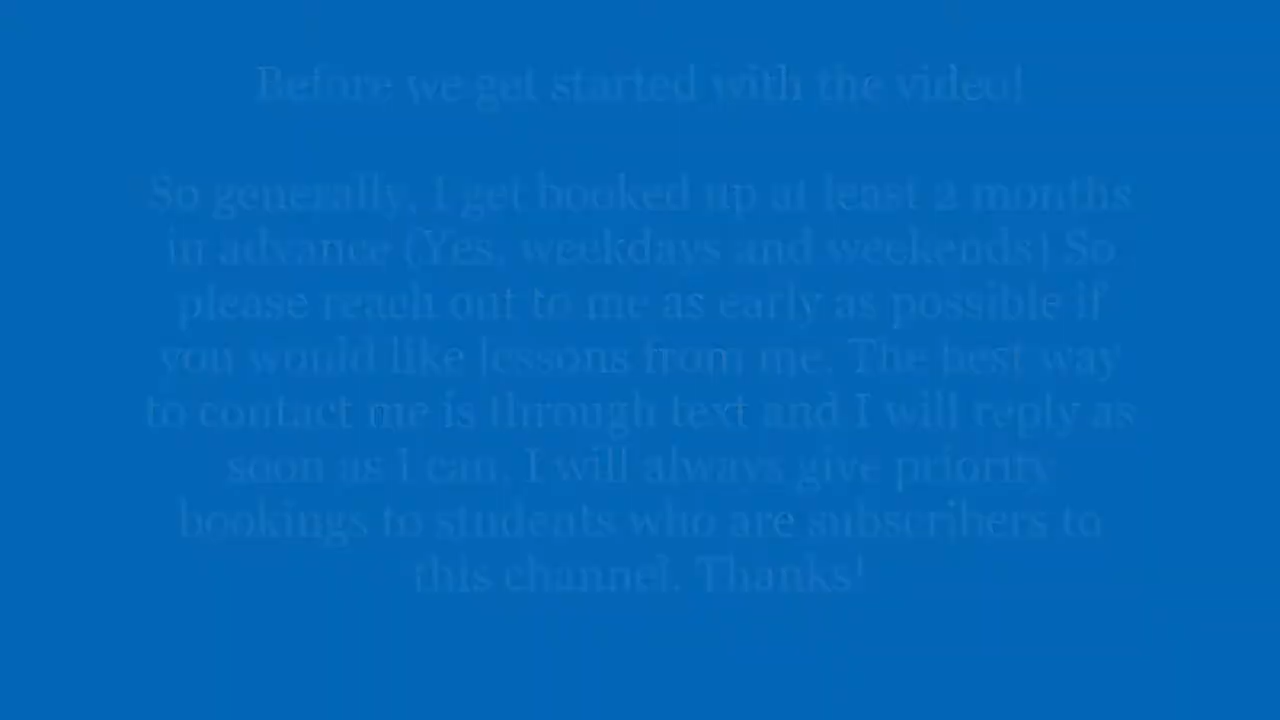 Before we get started with the video!
So generally, I get booked up at least 2 months
in advance (Yes, weekdays and weekends) So
please reach out to me as early as possible if
you would like lessons from me. The best way
to contact me is through text and I will reply as
soon as I can. I will always give priority
bookings to students who are subscribers to
this channel. Thanks!